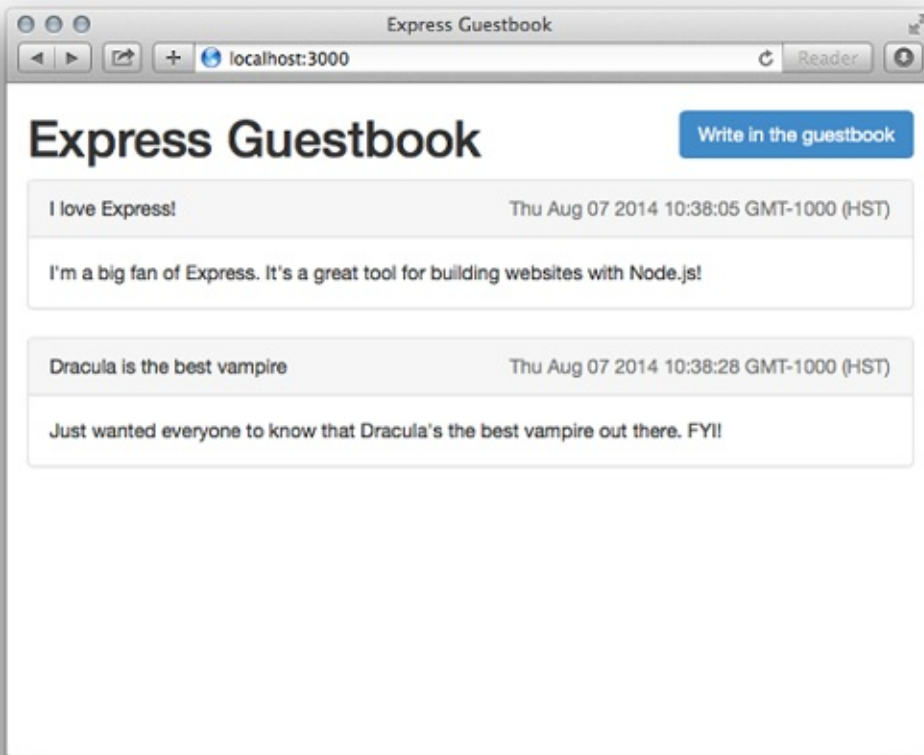 Express Guestbook
localhost:3000
Reader
Express Guestbook
Write in the guestbook
I love Express!
Thu Aug 07 2014 10:38:05 GMT-1000 (HST)
I'm a big fan of Express. It's a great tool for building websites with Node.js!
Dracula is the best vampire
Thu Aug 07 2014 10:38:28 GMT-1000 (HST)
Just wanted everyone to know that Dracula's the best vampire out there. FYI!